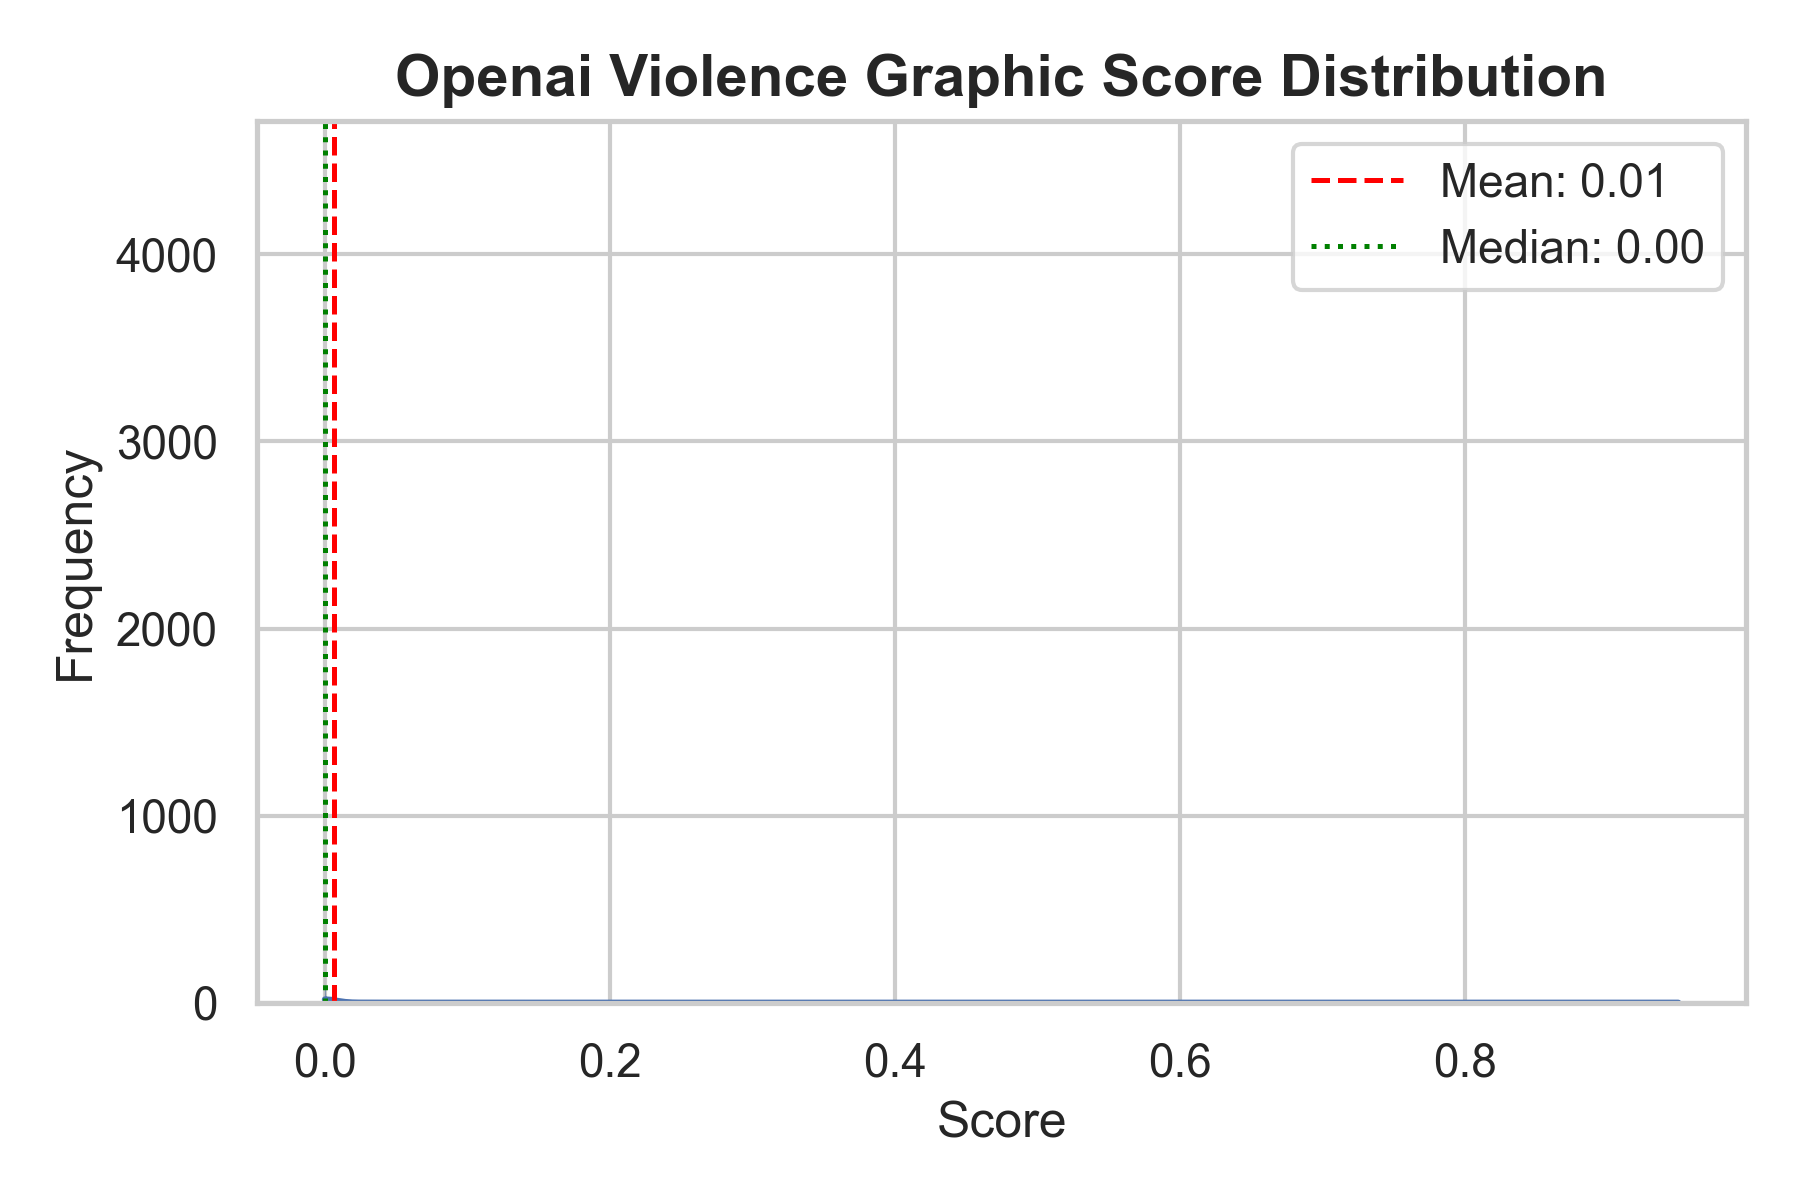 Openai Violence Graphic Score Distribution
Mean: 0.01
Median: 0.00
4000
3000
2000
1000
0
Frequency
0.0 0.2 0.4 0.6 0.8
Score